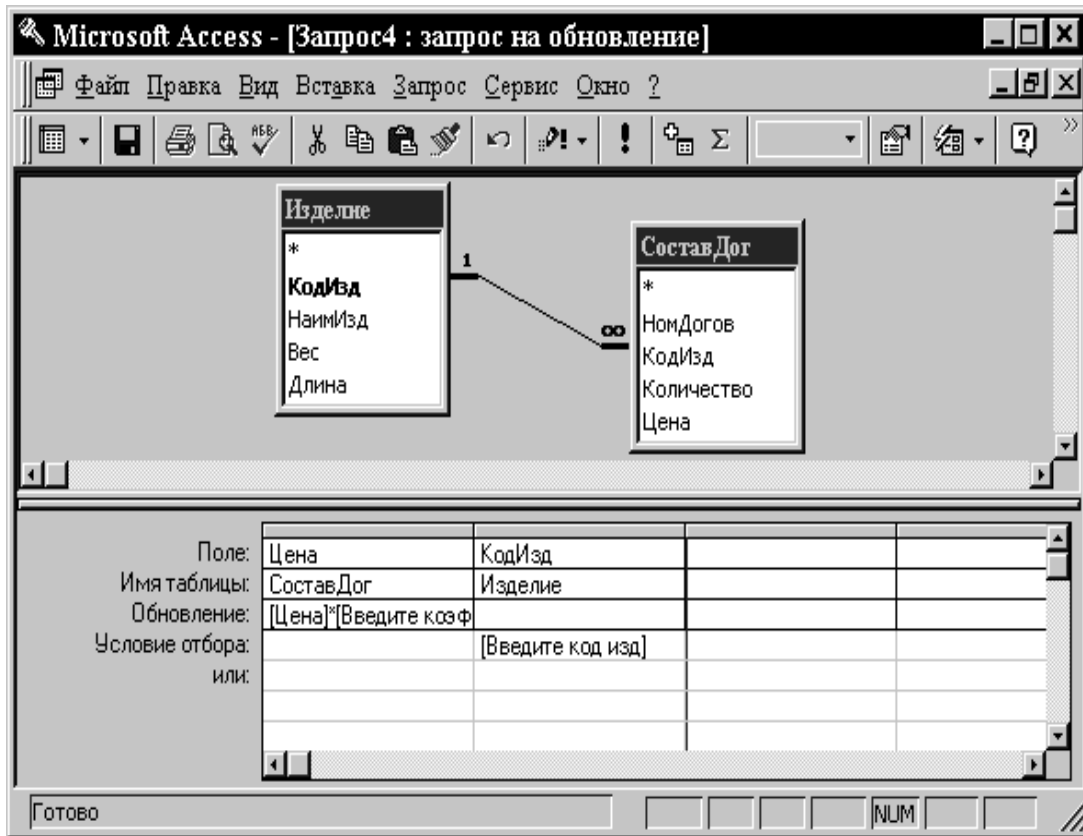 Microsoft Access - [Запрос4 : запрос на обновление]
Файл Правка Вид Вставка Запрос Сервис Окно ?
Изделие
*
КодИзд
НаимИзд
Вес
Длина
1
∞
СоставДог
*
НомДогов
КодИзд
Количество
Цена
Поле: Цена КодИзд
Имя таблицы: СоставДог Изделие
Обновление: [Цена]*[Введите коэф
Условие отбора: [Введите код изд]
или:
Готово NUM